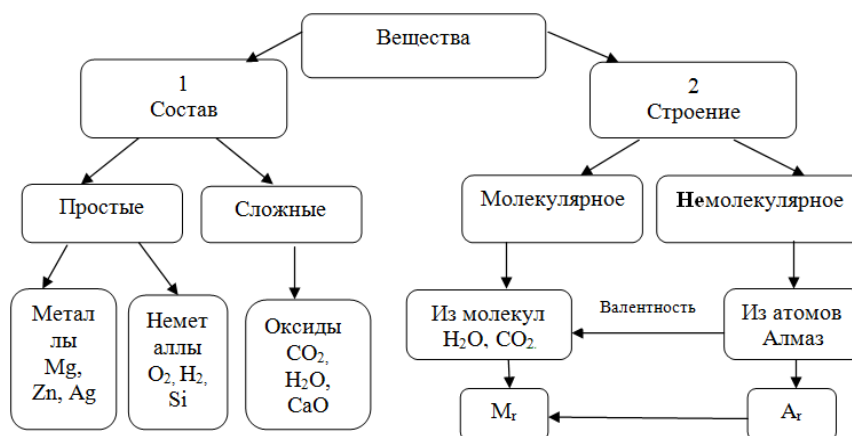 Вещества
1
Состав
2
Строение
Простые
Сложные
Молекулярное
Немолекулярное
Метал
лы
Mg,
Zn, Ag
Немет
аллы
O₂, H₂,
Si
Оксиды
CO₂,
H₂O,
CaO
Из молекул
H₂O, CO₂.
Валентность
Из атомов
Алмаз
Mᵣ
Aᵣ